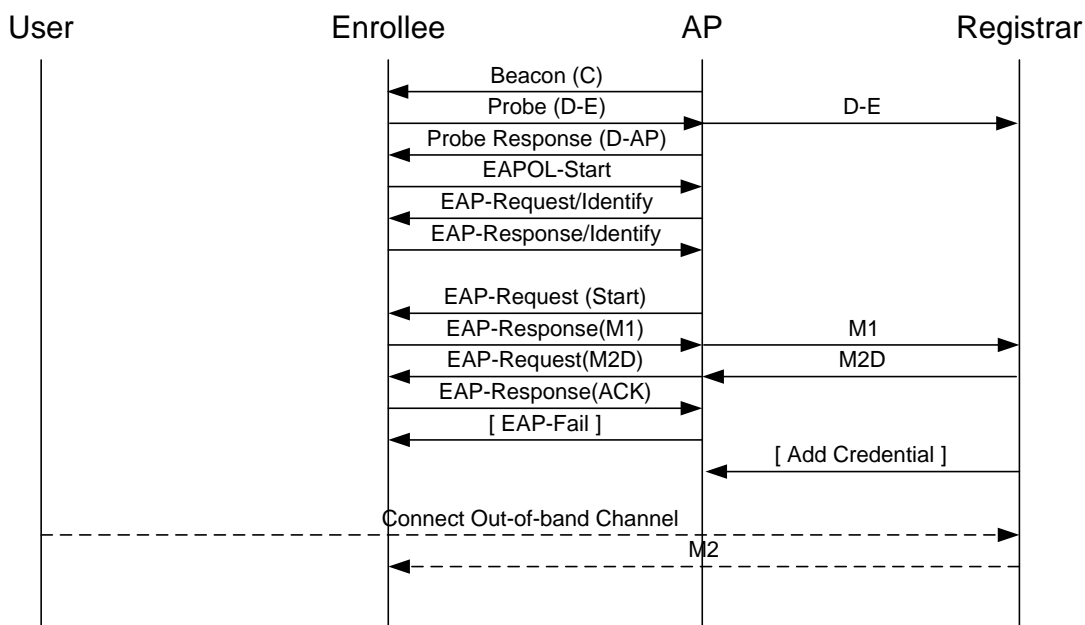 User Enrollee AP Registrar
Beacon (C)
Probe (D-E) D-E
Probe Response (D-AP)
EAPOL-Start
EAP-Request/Identify
EAP-Response/Identify
EAP-Request (Start)
EAP-Response(M1) M1
EAP-Request(M2D) M2D
EAP-Response(ACK)
[ EAP-Fail ]
[ Add Credential ]
Connect Out-of-band Channel
M2